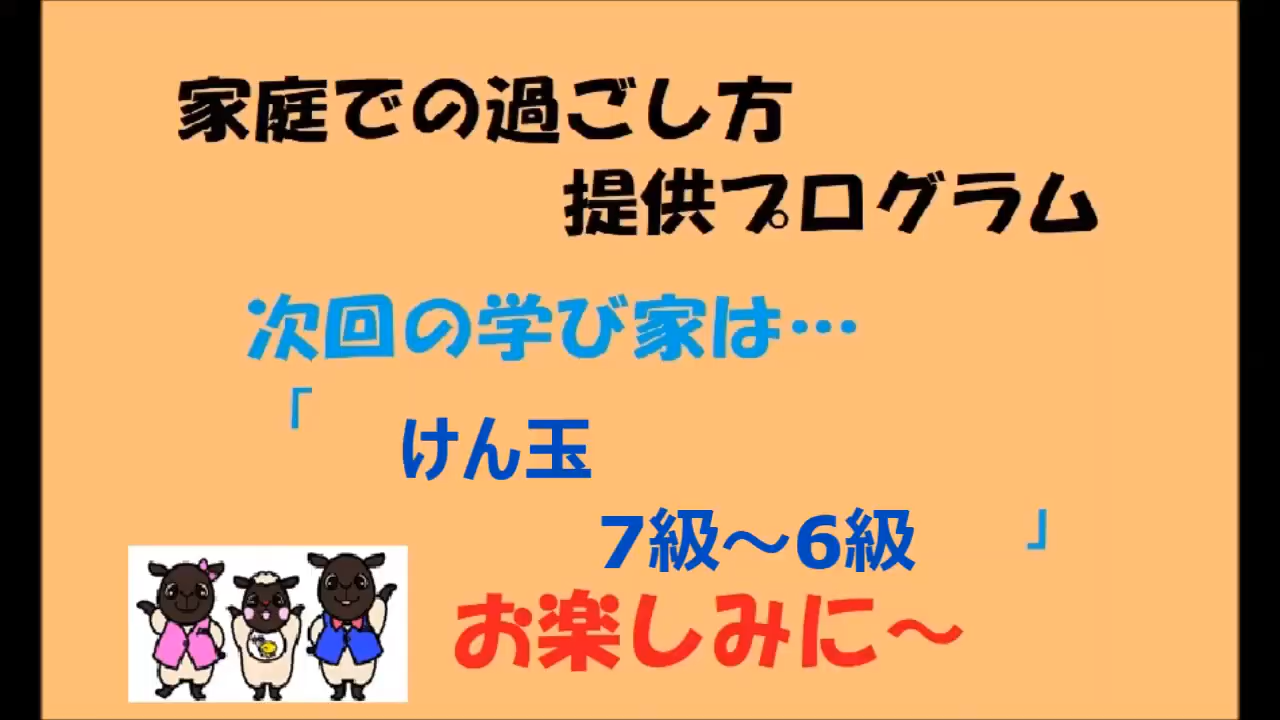 家庭での過ごし方
提供プログラム
次回の学び家は…
「
けん玉
7級～6級
」
お楽しみに～